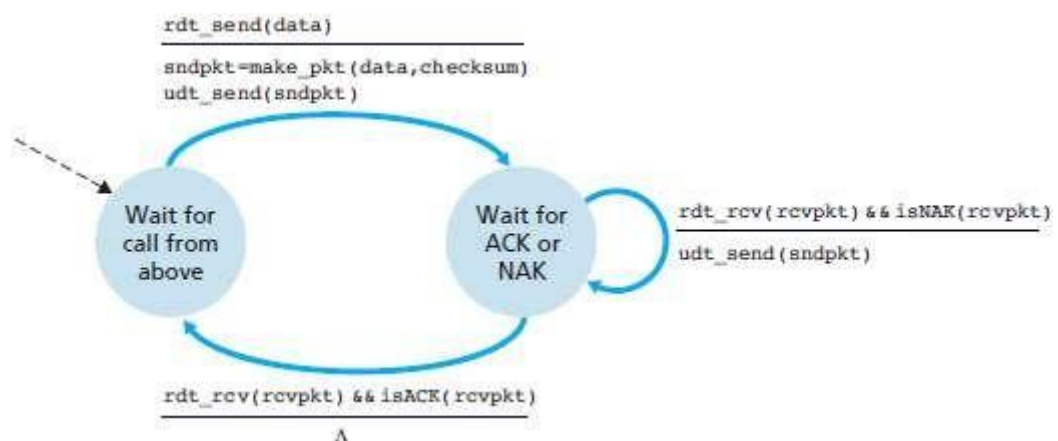 rdt_send(data)
sndpkt=make_pkt(data,checksum)
udt_send(sndpkt)
Wait for
call from
above
Wait for
ACK or
NAK
rdt_rcv(rcvpkt)&&isNAK(rcvpkt)
udt_send(sndpkt)
rdt_rcv(rcvpkt)&&isACK(rcvpkt)
Λ